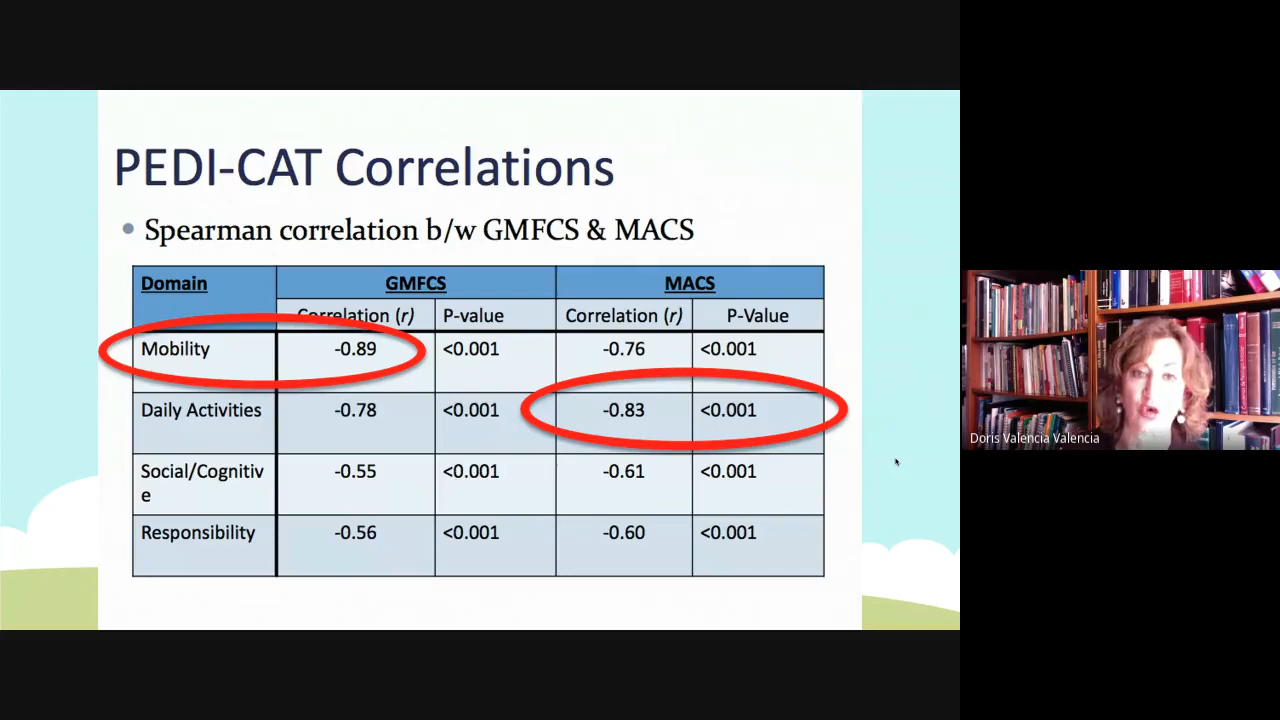 PEDI-CAT Correlations
• Spearman correlation b/w GMFCS & MACS
Domain GMFCS MACS
Correlation (r) P-value Correlation (r) P-Value
Mobility -0.89 <0.001 -0.76 <0.001
Daily Activities -0.78 <0.001 -0.83 <0.001
Social/Cognitiv -0.55 <0.001 -0.61 <0.001
e
Responsibility -0.56 <0.001 -0.60 <0.001
Doris Valencia Valencia